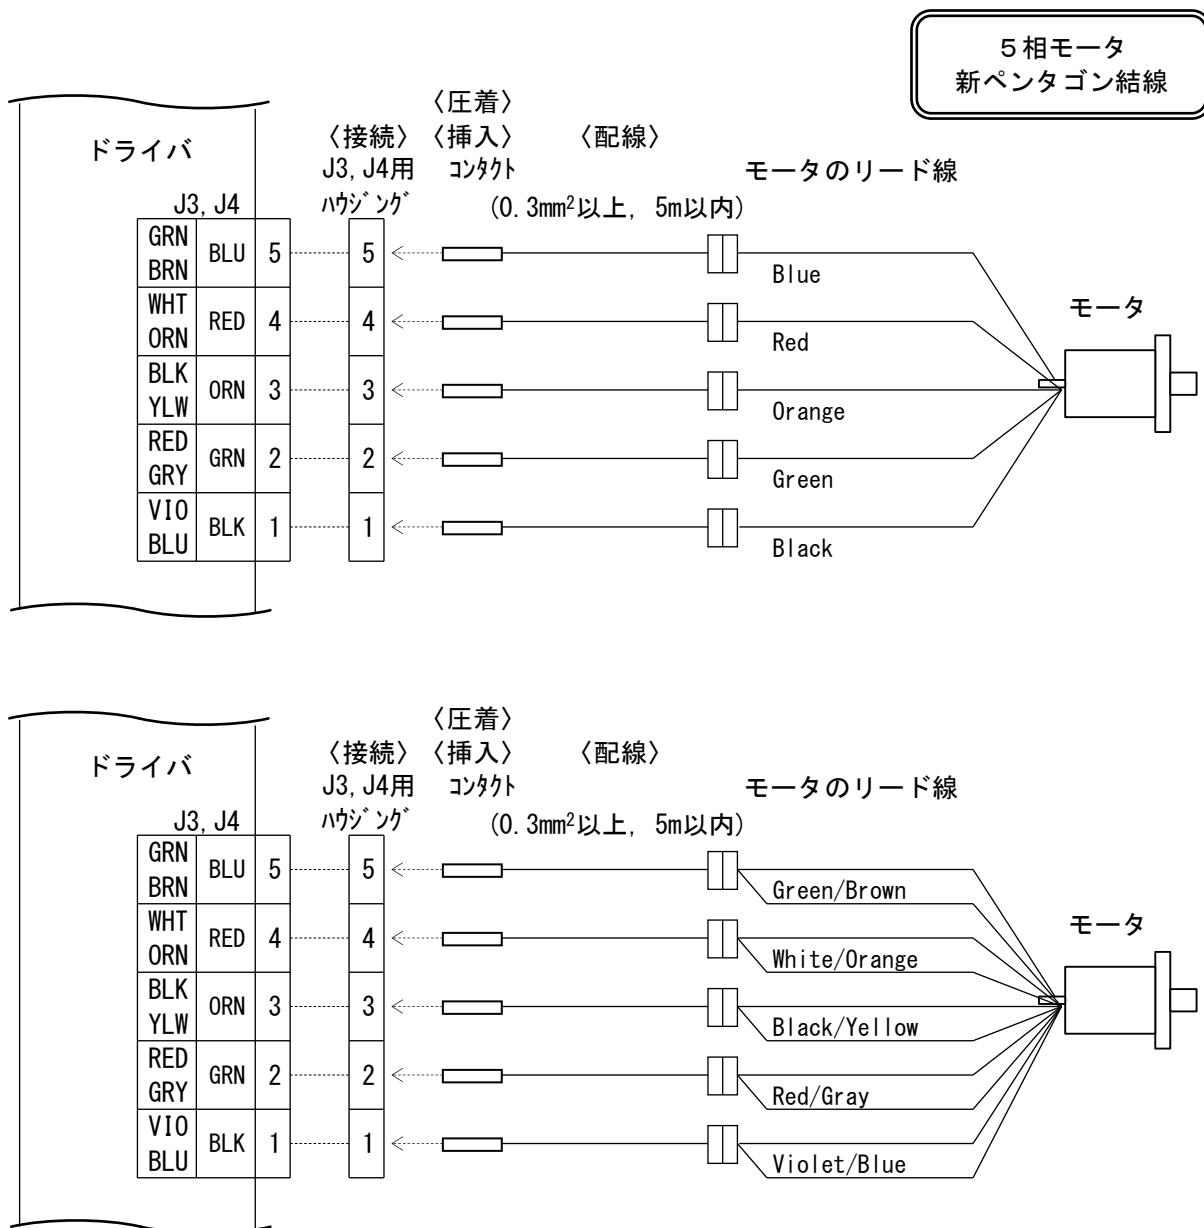 ５相モータ
新ペンタゴン結線
〈圧着〉
〈接続〉〈挿入〉 〈配線〉
ドライバ
J3, J4用 ｺﾝﾀｸﾄ モータのリード線
J3, J4 ﾊｳｼﾞﾝｸﾞ (0.3mm²以上, 5m以内)
GRN
BRN BLU 5 5 Blue
WHT
ORN RED 4 4 Red
モータ
BLK
YLW ORN 3 3 Orange
RED
GRY GRN 2 2 Green
VIO
BLU BLK 1 1 Black
〈圧着〉
〈接続〉〈挿入〉 〈配線〉
ドライバ
J3, J4用 ｺﾝﾀｸﾄ モータのリード線
J3, J4 ﾊｳｼﾞﾝｸﾞ (0.3mm²以上, 5m以内)
GRN
BRN BLU 5 5 Green/Brown
WHT
ORN RED 4 4 White/Orange
モータ
BLK
YLW ORN 3 3 Black/Yellow
RED
GRY GRN 2 2 Red/Gray
VIO
BLU BLK 1 1 Violet/Blue